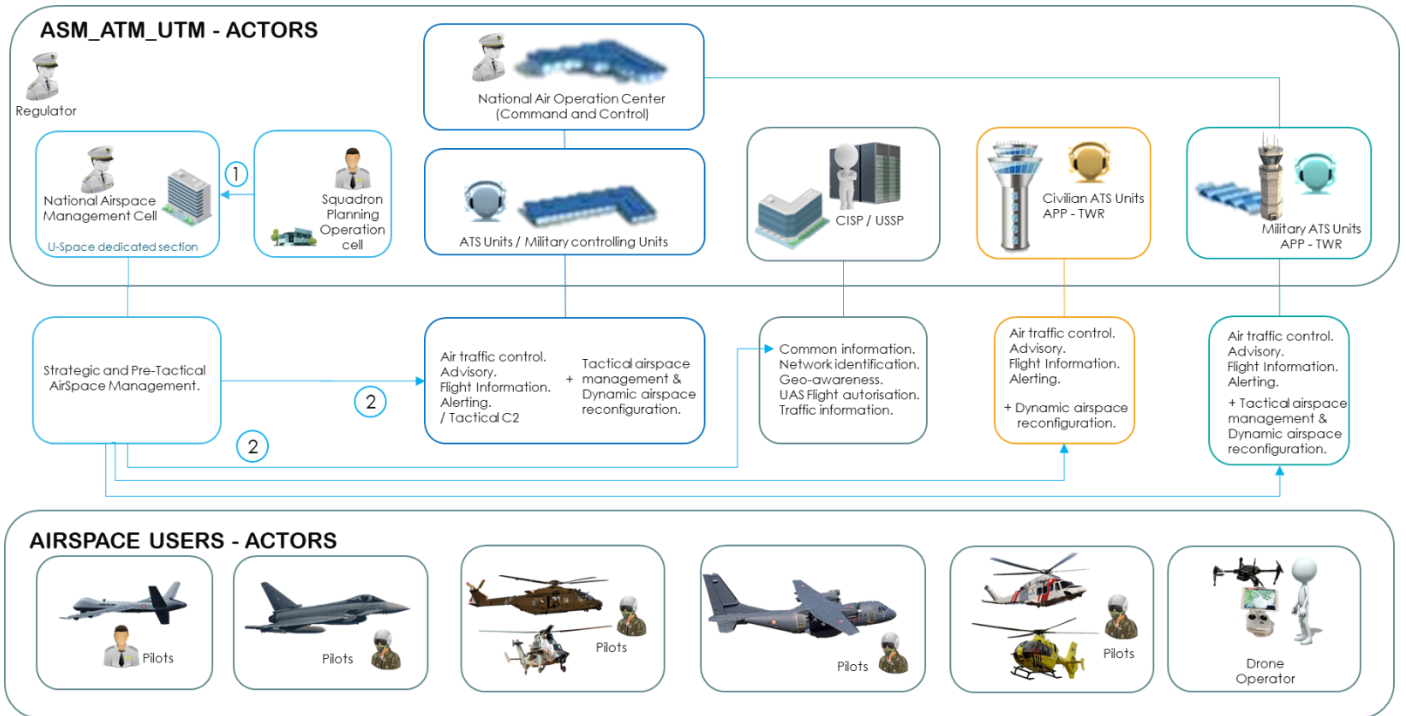 ASM_ATM_UTM - ACTORS
Regulator
National Air Operation Center
(Command and Control)
National Airspace
Management Cell
U-Space dedicated section
1
Squadron
Planning
Operation
cell
ATS Units / Military controlling Units
CISP / USSP
Civilian ATS Units
APP - TWR
Military ATS Units
APP - TWR
Strategic and Pre-Tactical
AirSpace Management.
2
2
Air traffic control.
Advisory.
Flight Information.
Alerting.
/ Tactical C2
+
Tactical airspace
management &
Dynamic airspace
reconfiguration.
Common information.
Network identification.
Geo-awareness.
UAS Flight autorisation.
Traffic information.
Air traffic control.
Advisory.
Flight Information.
Alerting.
+ Dynamic airspace
reconfiguration.
Air traffic control.
Advisory.
Flight Information.
Alerting.
+ Tactical airspace
management &
Dynamic airspace
reconfiguration.
AIRSPACE USERS - ACTORS
Pilots
Pilots
Pilots
Pilots
Pilots
Drone
Operator